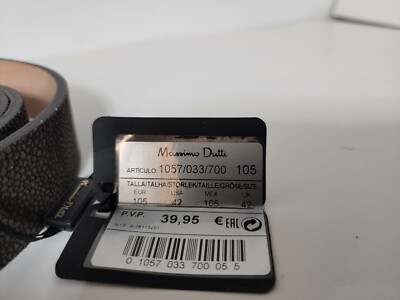 Massimo Dutti
ARTICULO 1057/033/700 105
TALLA/TALHA/STORLEK/TAILLE/GRÖSSE/SIZE
EUR USA MEX UK
105 42 105 42
P.V.P. 39,95 € EAC
0 1057 033 700 05 5